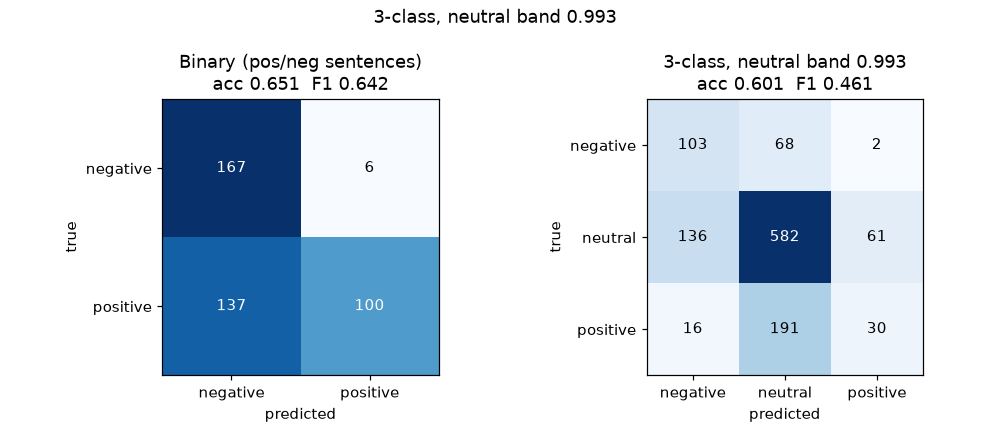 3-class, neutral band 0.993
Binary (pos/neg sentences)
acc 0.651  F1 0.642
negative
positive
true
167
6
137
100
negative
positive
predicted
3-class, neutral band 0.993
acc 0.601  F1 0.461
negative
neutral
positive
true
103
68
2
136
582
61
16
191
30
negative
neutral
positive
predicted